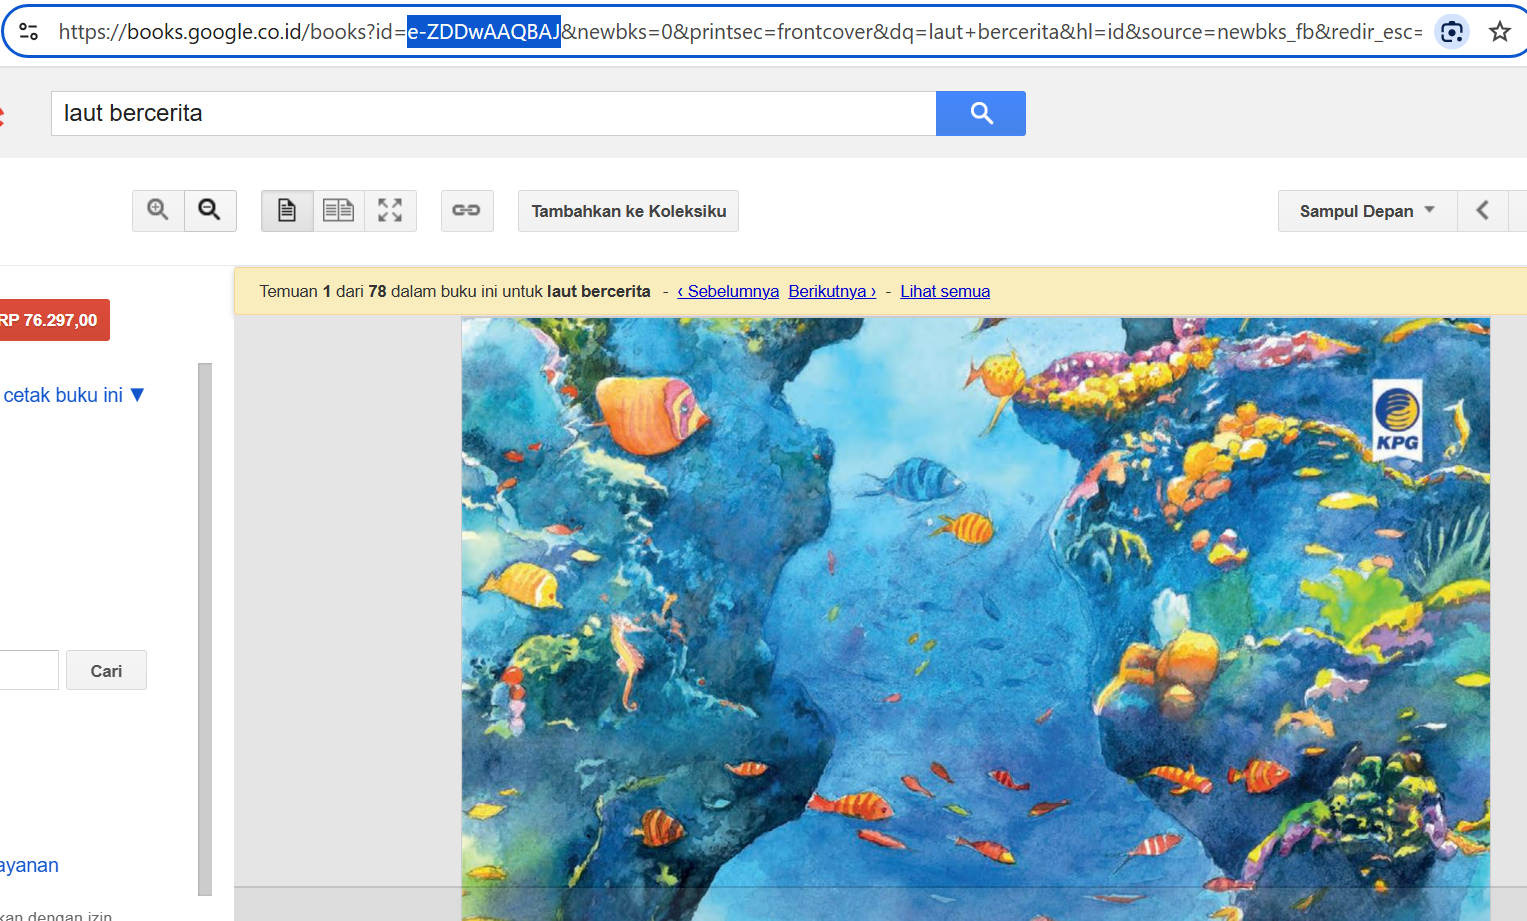 https://books.google.co.id/books?id=e-ZDDwAAQBAJ&newbks=0&printsec=frontcover&dq=laut+bercerita&hl=id&source=newbks_fb&redir_esc=
laut bercerita
Tambahkan ke Koleksiku
Sampul Depan
Temuan 1 dari 78 dalam buku ini untuk laut bercerita - ‹ Sebelumnya Berikutnya › - Lihat semua
RP 76.297,00
KPG
cetak buku ini ▼
Cari
ayanan
kan dengan izin